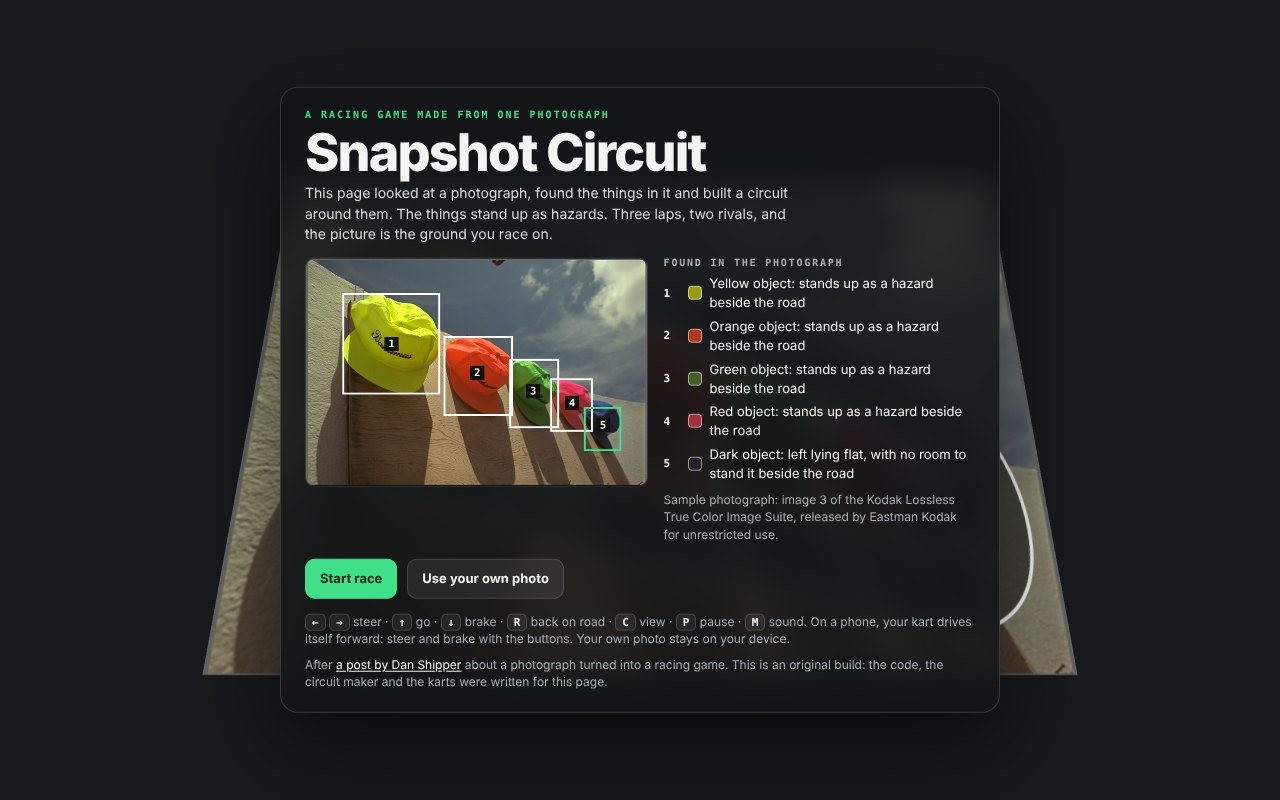 A RACING GAME MADE FROM ONE PHOTOGRAPH
Snapshot Circuit
This page looked at a photograph, found the things in it and built a circuit
around them. The things stand up as hazards. Three laps, two rivals, and
the picture is the ground you race on.
1
2
3
4
5
FOUND IN THE PHOTOGRAPH
1 Yellow object: stands up as a hazard
beside the road
2 Orange object: stands up as a hazard
beside the road
3 Green object: stands up as a hazard
beside the road
4 Red object: stands up as a hazard beside
the road
5 Dark object: left lying flat, with no room to
stand it beside the road
Sample photograph: image 3 of the Kodak Lossless
True Color Image Suite, released by Eastman Kodak
for unrestricted use.
Start race
Use your own photo
← → steer · ↑ go · ↓ brake · R back on road · C view · P pause · M sound. On a phone, your kart drives
itself forward: steer and brake with the buttons. Your own photo stays on your device.
After a post by Dan Shipper about a photograph turned into a racing game. This is an original build: the code, the
circuit maker and the karts were written for this page.